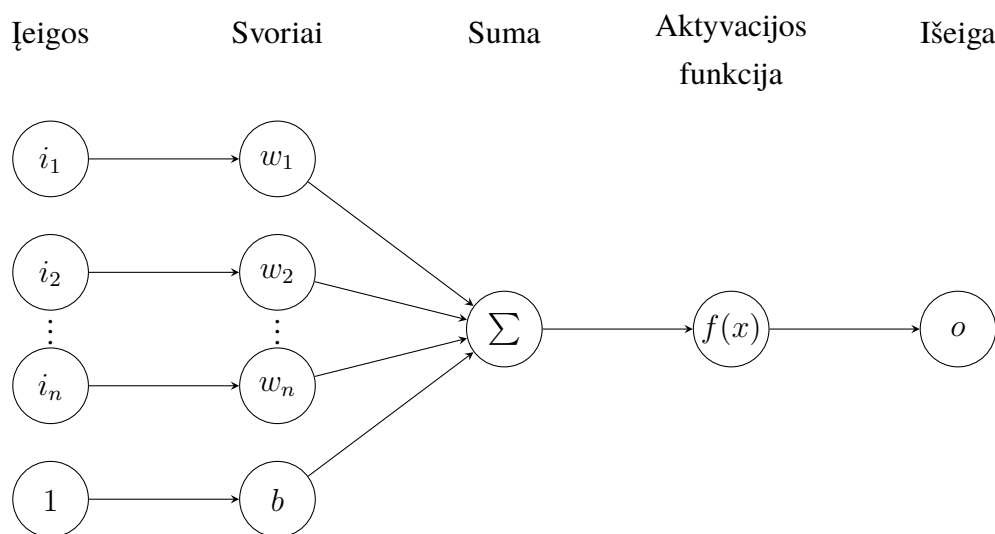 Įeigos Svoriai Suma Aktyvacijos funkcija Išeiga
i₁ w₁
i₂ w₂
⋮ ⋮
∑ f(x) o
iₙ wₙ
1 b